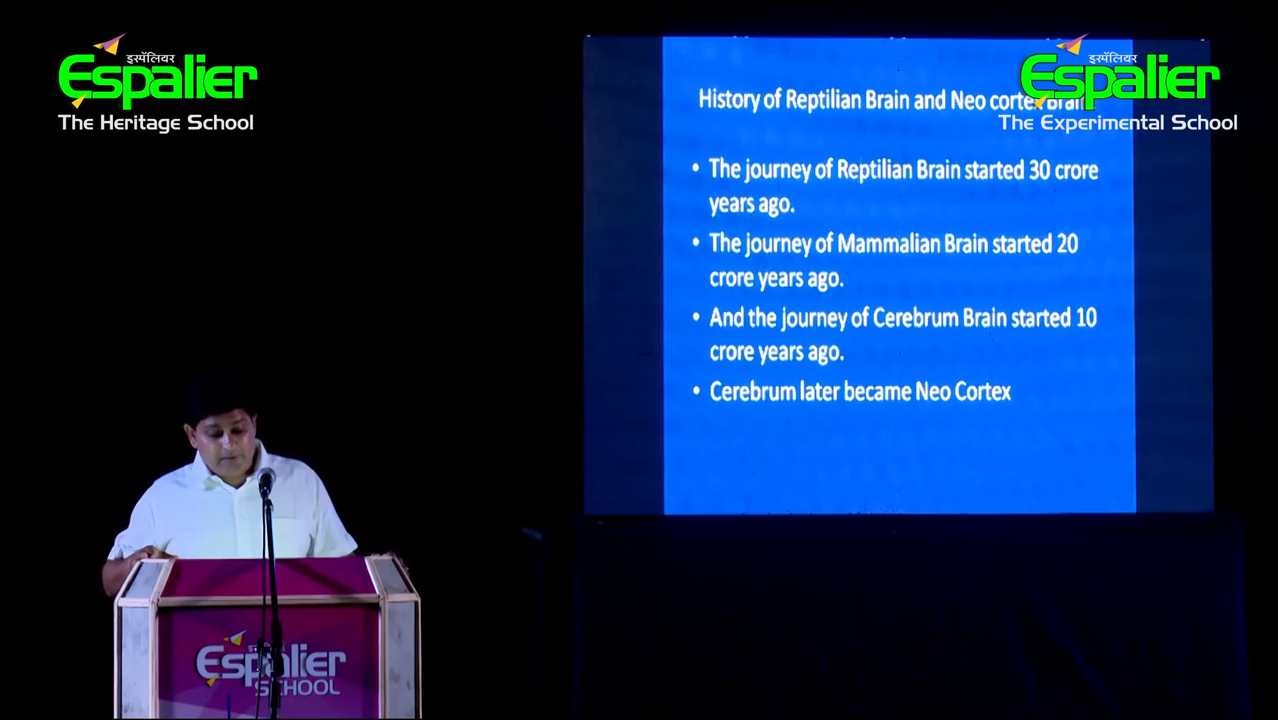 इस्पॅलियर
Espalier
The Heritage School
इस्पॅलियर
Espalier
The Experimental School
History of Reptilian Brain and Neo cortex Brain
• The journey of Reptilian Brain started 30 crore
years ago.
• The journey of Mammalian Brain started 20
crore years ago.
• And the journey of Cerebrum Brain started 10
crore years ago.
• Cerebrum later became Neo Cortex
Espalier
SCHOOL